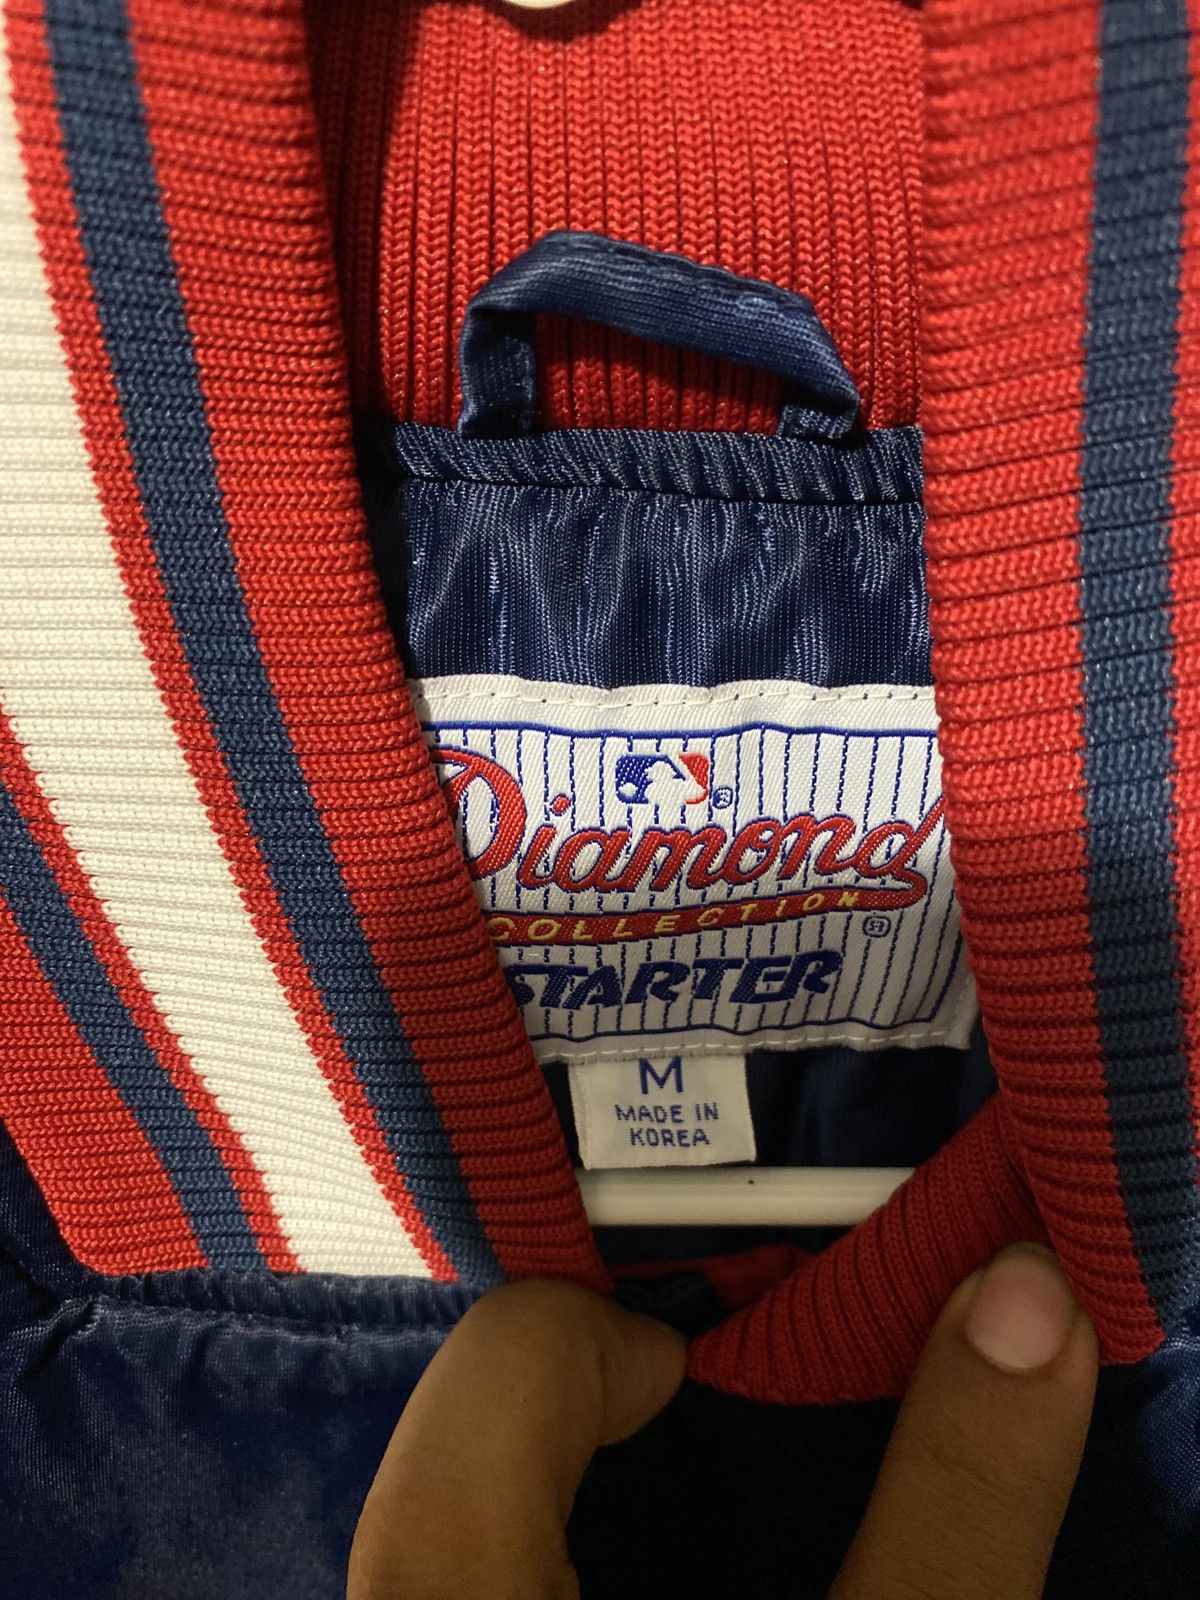 ®
Diamond
COLLECTION
®
STARTER
M
MADE IN
KOREA